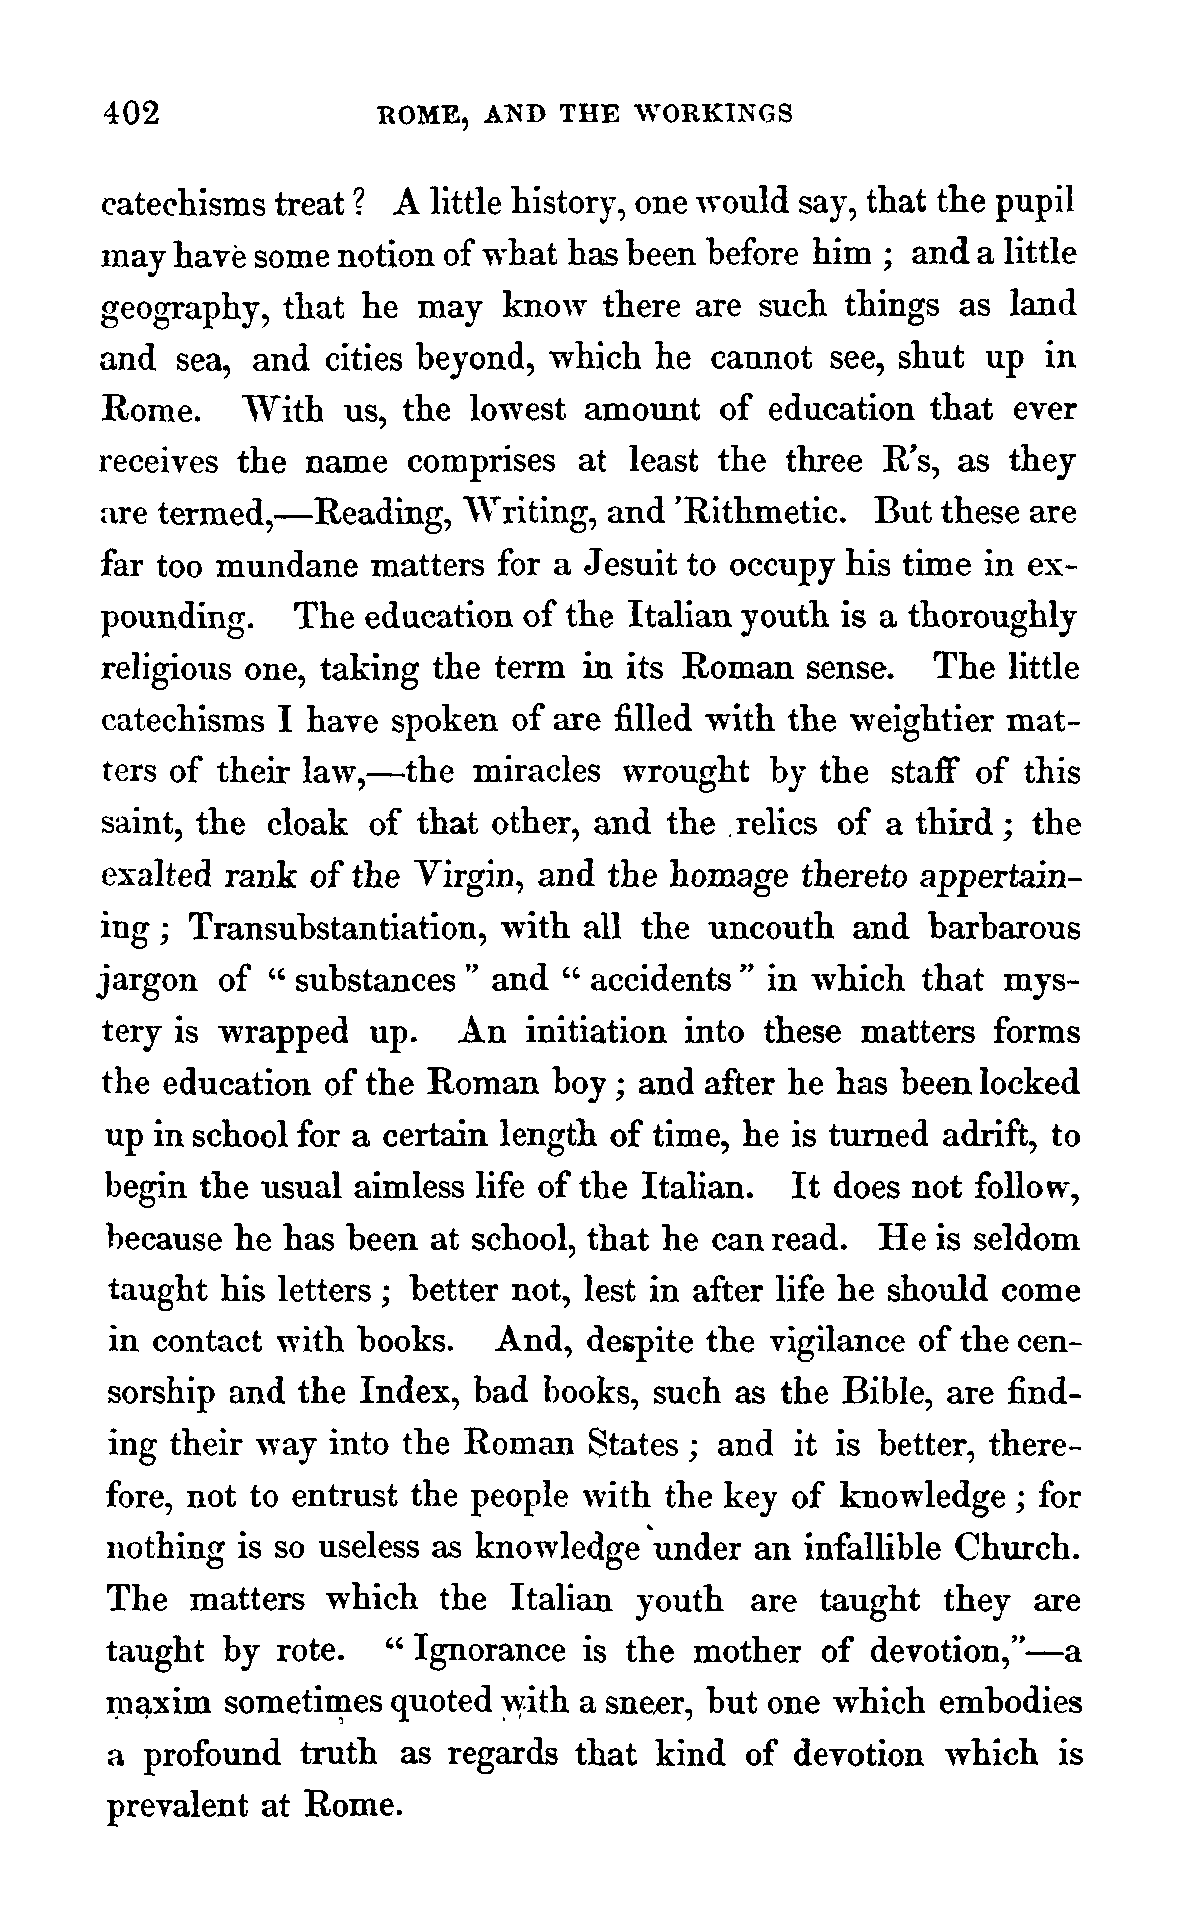 402 ROME, AND THE WORKINGS
catechisms treat? A little history, one would say, that the pupil
may have some notion of what has been before him; and a little
geography, that he may know there are such things as land
and sea, and cities beyond, which he cannot see, shut up in
Rome. With us, the lowest amount of education that ever
receives the name comprises at least the three R's, as they
are termed,—Reading, Writing, and 'Rithmetic. But these are
far too mundane matters for a Jesuit to occupy his time in ex-
pounding. The education of the Italian youth is a thoroughly
religious one, taking the term in its Roman sense. The little
catechisms I have spoken of are filled with the weightier mat-
ters of their law,—the miracles wrought by the staff of this
saint, the cloak of that other, and the relics of a third; the
exalted rank of the Virgin, and the homage thereto appertain-
ing; Transubstantiation, with all the uncouth and barbarous
jargon of "substances" and "accidents" in which that mys-
tery is wrapped up. An initiation into these matters forms
the education of the Roman boy; and after he has been locked
up in school for a certain length of time, he is turned adrift, to
begin the usual aimless life of the Italian. It does not follow,
because he has been at school, that he can read. He is seldom
taught his letters; better not, lest in after life he should come
in contact with books. And, despite the vigilance of the cen-
sorship and the Index, bad books, such as the Bible, are find-
ing their way into the Roman States; and it is better, there-
fore, not to entrust the people with the key of knowledge; for
nothing is so useless as knowledge under an infallible Church.
The matters which the Italian youth are taught they are
taught by rote. "Ignorance is the mother of devotion,"—a
maxim sometimes quoted with a sneer, but one which embodies
a profound truth as regards that kind of devotion which is
prevalent at Rome.